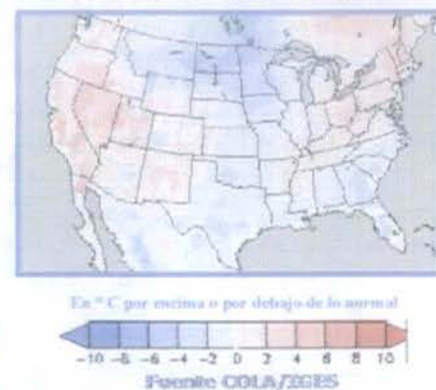 En ° C por encima o por debajo de lo normal
-10 -8 -6 -4 -2 0 2 4 6 8 10
Fuente COLA/IGES